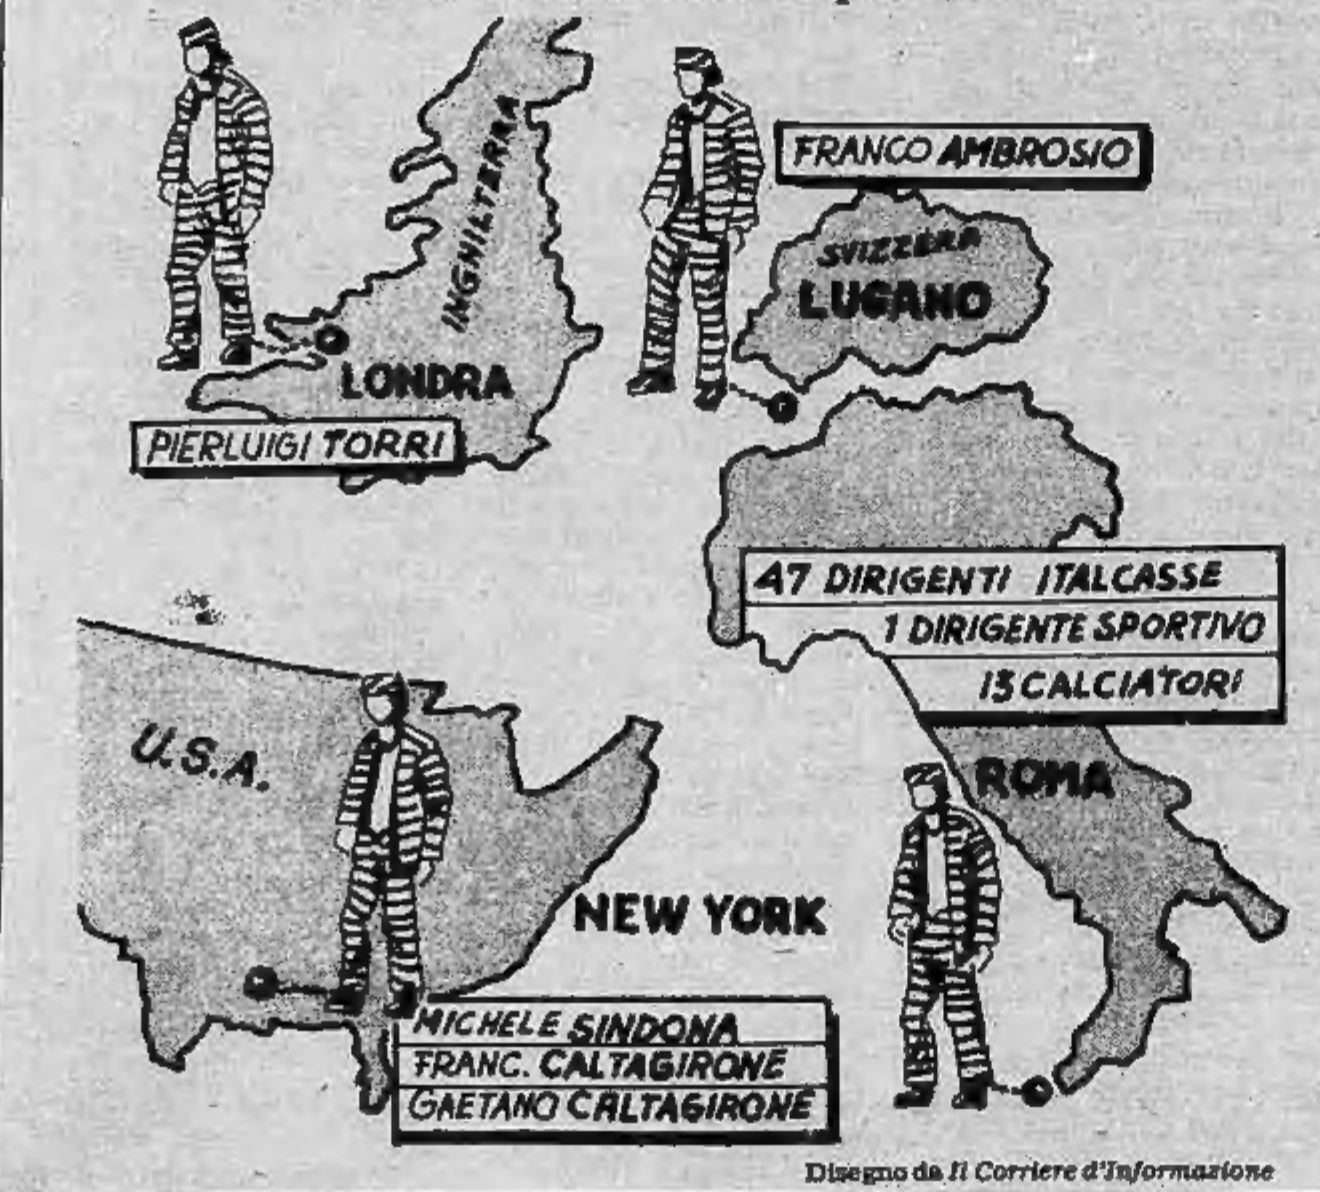 INGHILTERRA
LONDRA
PIERLUIGI TORRI
FRANCO AMBROSIO
SVIZZERA
LUGANO
47 DIRIGENTI ITALCASSE
1 DIRIGENTE SPORTIVO
13 CALCIATORI
ROMA
U.S.A.
NEW YORK
MICHELE SINDONA
FRANC. CALTAGIRONE
GAETANO CALTAGIRONE
Disegno da Il Corriere d'Informazione